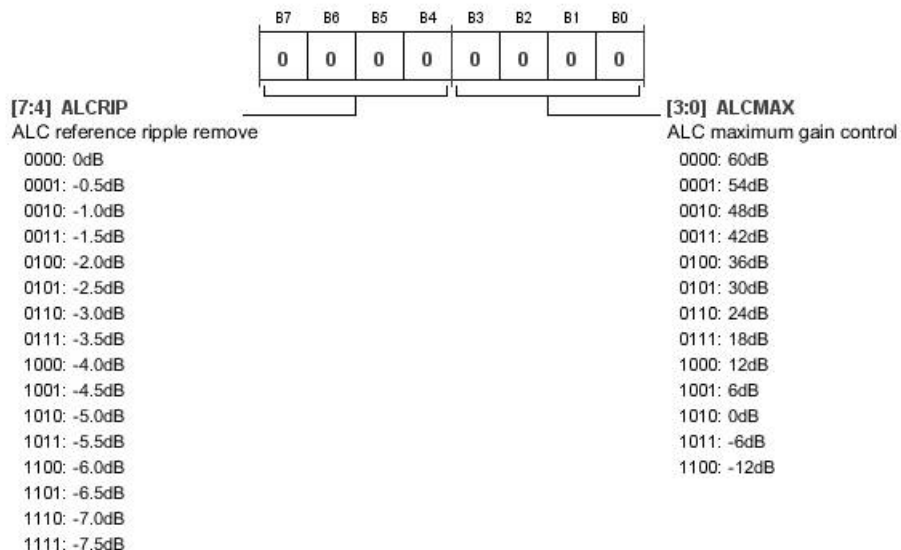 B7 B6 B5 B4 B3 B2 B1 B0
0 0 0 0 0 0 0 0
[7:4] ALCRIP
ALC reference ripple remove
0000: 0dB
0001: -0.5dB
0010: -1.0dB
0011: -1.5dB
0100: -2.0dB
0101: -2.5dB
0110: -3.0dB
0111: -3.5dB
1000: -4.0dB
1001: -4.5dB
1010: -5.0dB
1011: -5.5dB
1100: -6.0dB
1101: -6.5dB
1110: -7.0dB
1111: -7.5dB
[3:0] ALCMAX
ALC maximum gain control
0000: 60dB
0001: 54dB
0010: 48dB
0011: 42dB
0100: 36dB
0101: 30dB
0110: 24dB
0111: 18dB
1000: 12dB
1001: 6dB
1010: 0dB
1011: -6dB
1100: -12dB